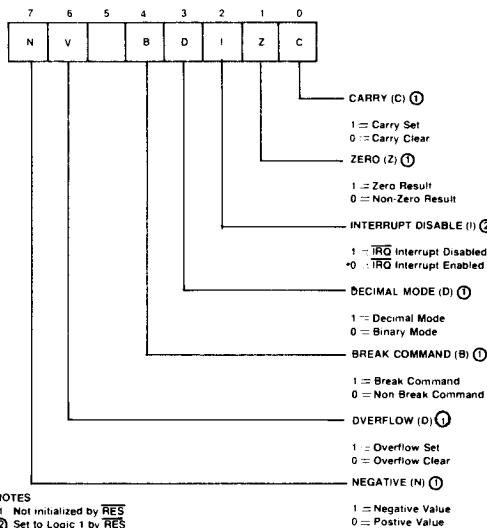 7 6 5 4 3 2 1 0
N V B D I Z C
CARRY (C) ①
1 = Carry Set
0 = Carry Clear
ZERO (Z) ①
1 = Zero Result
0 = Non-Zero Result
INTERRUPT DISABLE (I) ②
1 = IRQ Interrupt Disabled
*0 = IRQ Interrupt Enabled
DECIMAL MODE (D) ①
1 = Decimal Mode
0 = Binary Mode
BREAK COMMAND (B) ①
1 = Break Command
0 = Non Break Command
OVERFLOW (D) ①
1 = Overflow Set
0 = Overflow Clear
NEGATIVE (N) ①
1 = Negative Value
0 = Postive Value
NOTES
1 Not initialized by RES
② Set to Logic 1 by RES